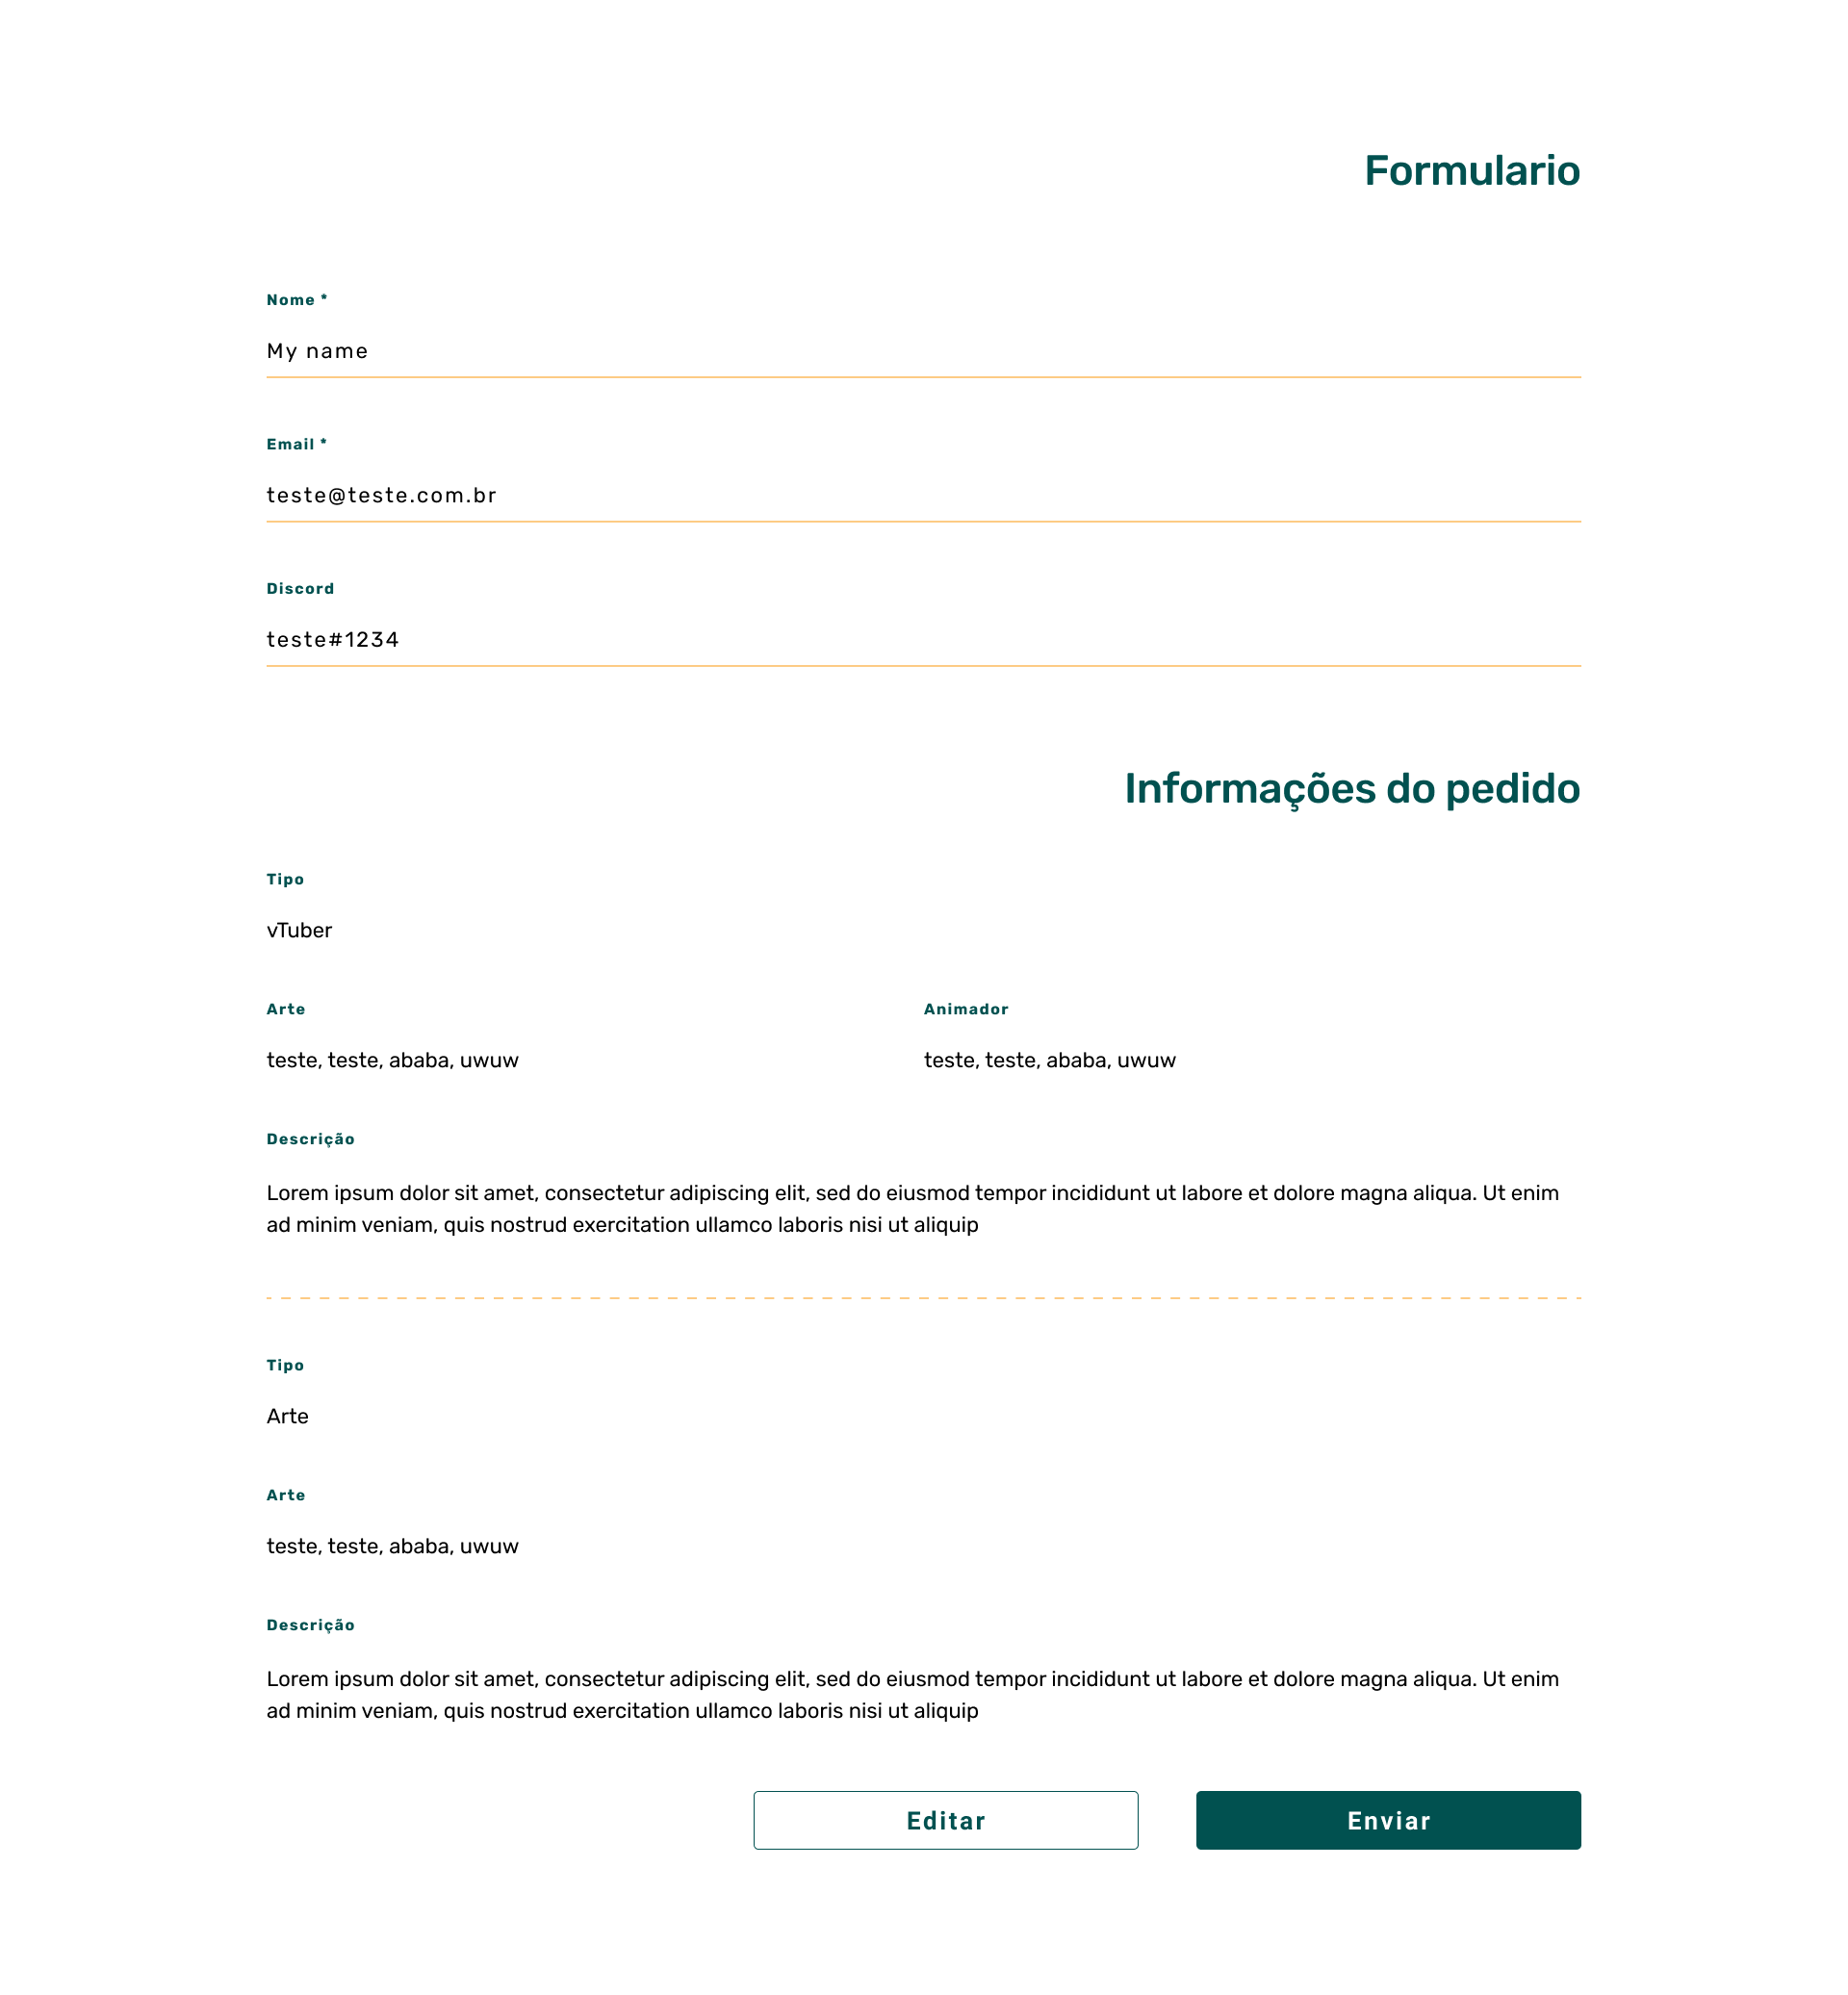 Formulario
Nome *
My name
Email *
teste@teste.com.br
Discord
teste#1234
Informações do pedido
Tipo
vTuber
Arte
Animador
teste, teste, ababa, uwuw
teste, teste, ababa, uwuw
Descrição
Lorem ipsum dolor sit amet, consectetur adipiscing elit, sed do eiusmod tempor incididunt ut labore et dolore magna aliqua. Ut enim
ad minim veniam, quis nostrud exercitation ullamco laboris nisi ut aliquip
Tipo
Arte
Arte
teste, teste, ababa, uwuw
Descrição
Lorem ipsum dolor sit amet, consectetur adipiscing elit, sed do eiusmod tempor incididunt ut labore et dolore magna aliqua. Ut enim
ad minim veniam, quis nostrud exercitation ullamco laboris nisi ut aliquip
Editar
Enviar